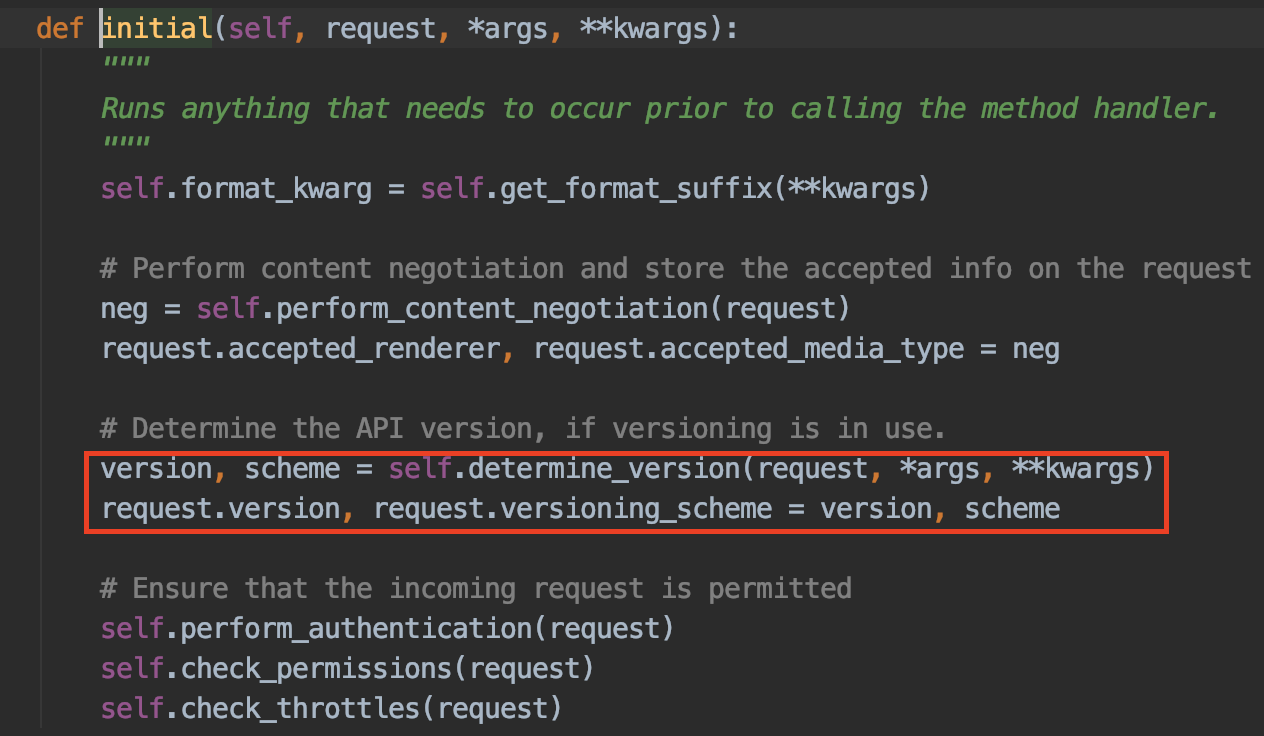 def initial(self, request, *args, **kwargs):
"""
Runs anything that needs to occur prior to calling the method handler.
"""
self.format_kwarg = self.get_format_suffix(**kwargs)
# Perform content negotiation and store the accepted info on the request
neg = self.perform_content_negotiation(request)
request.accepted_renderer, request.accepted_media_type = neg
# Determine the API version, if versioning is in use.
version, scheme = self.determine_version(request, *args, **kwargs)
request.version, request.versioning_scheme = version, scheme
# Ensure that the incoming request is permitted
self.perform_authentication(request)
self.check_permissions(request)
self.check_throttles(request)